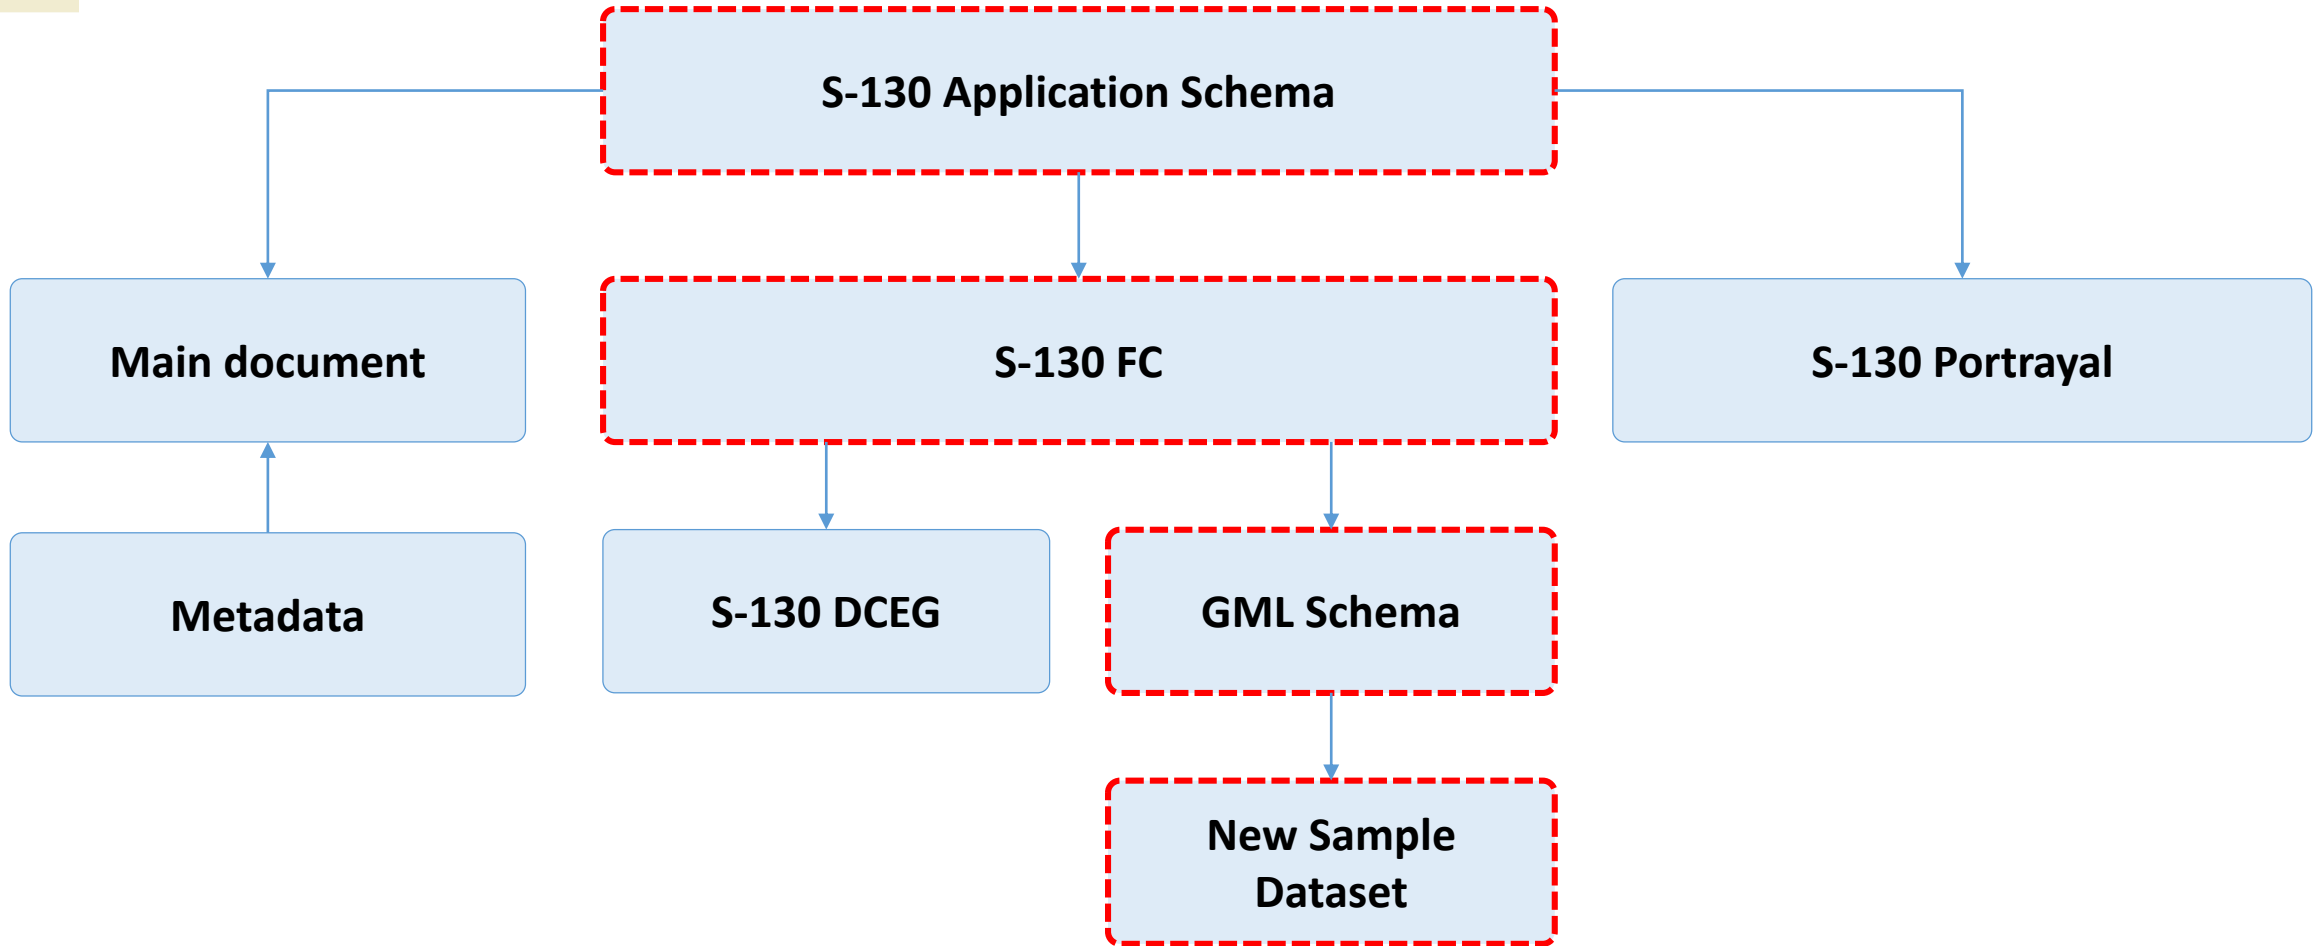 S-130 Application Schema
Main document
S-130 FC
S-130 Portrayal
Metadata
S-130 DCEG
GML Schema
New Sample
Dataset